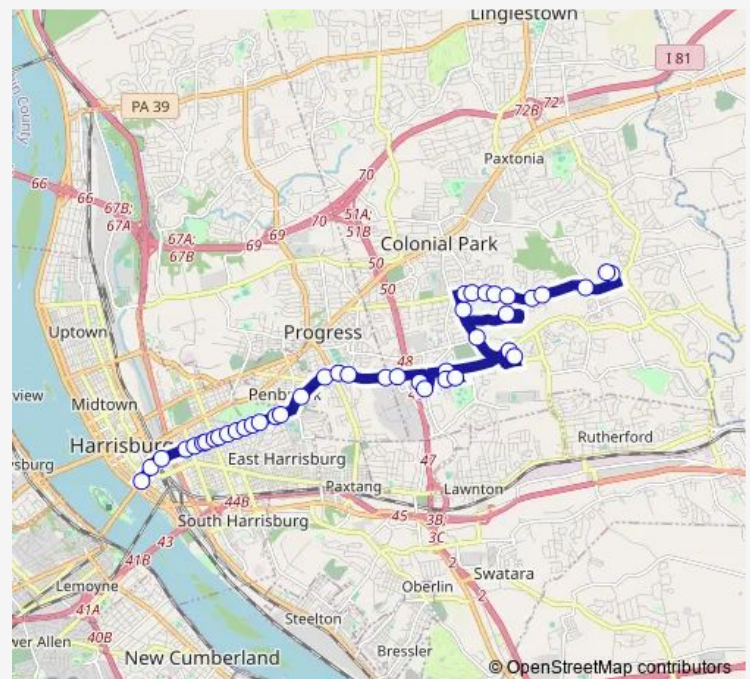 Linglestown
I 81
PA 39
72B
72
Paxtonia
70
66
66
67B;
67A
67A;
67B
69
69
70
51A;
51B
Colonial Park
50
50
Uptown
Progress
48
view
Midtown
Harrisburg
East Harrisburg
Rutherford
Paxtang
47
Lawnton
44B
South Harrisburg
45
3B
3C
43
41B
Lemoyne
41A
40B
2
2
Swatara
Oberlin
Steelton
Bressler
New Cumberland
© OpenStreetMap contributors